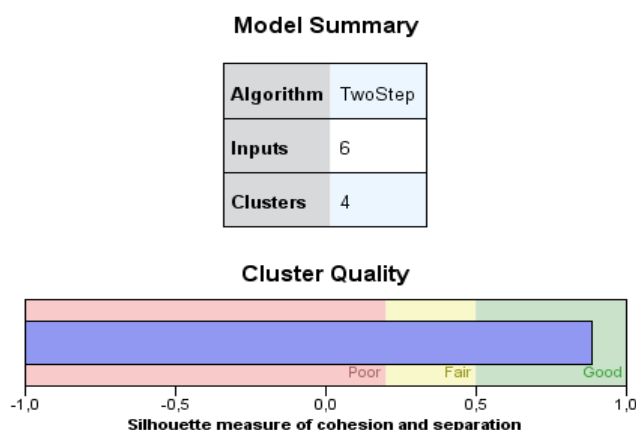 Model Summary
Algorithm TwoStep
Inputs 6
Clusters 4
Cluster Quality
Poor Fair Good
-1,0 -0,5 0,0 0,5 1,0
Silhouette measure of cohesion and separation